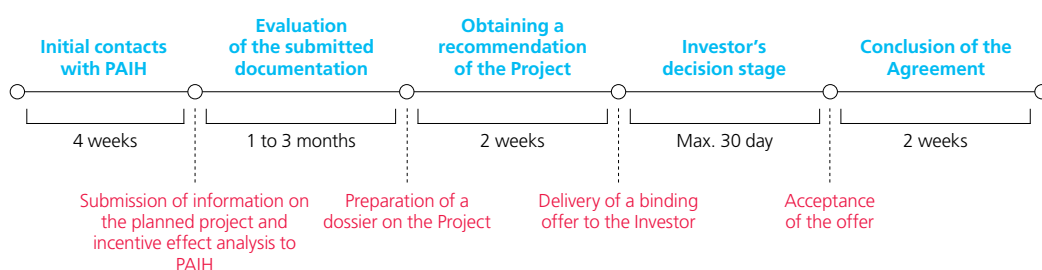 Initial contacts
with PAIH
Evaluation
of the submitted
documentation
Obtaining a
recommendation
of the Project
Investor's
decision stage
Conclusion of the
Agreement
4 weeks
1 to 3 months
2 weeks
Max. 30 day
2 weeks
Submission of information on
the planned project and
incentive effect analysis to
PAIH
Preparation of a
dossier on the Project
Delivery of a binding
offer to the Investor
Acceptance
of the offer